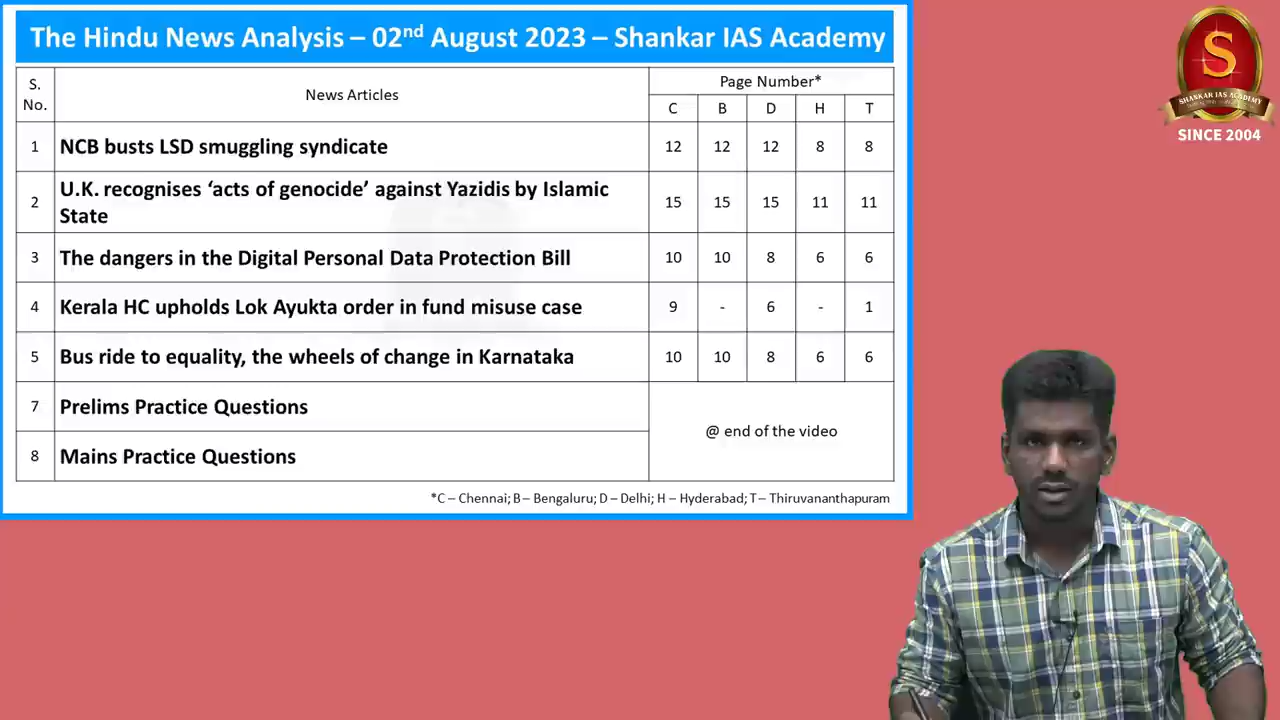 The Hindu News Analysis – 02nd August 2023 – Shankar IAS Academy
S. No. News Articles Page Number*
C B D H T
1 NCB busts LSD smuggling syndicate 12 12 12 8 8
2 U.K. recognises ‘acts of genocide’ against Yazidis by Islamic
State 15 15 15 11 11
3 The dangers in the Digital Personal Data Protection Bill 10 10 8 6 6
4 Kerala HC upholds Lok Ayukta order in fund misuse case 9 - 6 - 1
5 Bus ride to equality, the wheels of change in Karnataka 10 10 8 6 6
7 Prelims Practice Questions
@ end of the video
8 Mains Practice Questions
*C – Chennai; B – Bengaluru; D – Delhi; H – Hyderabad; T – Thiruvananthapuram
S
SHANKAR IAS ACADEMY
SINCE 2004